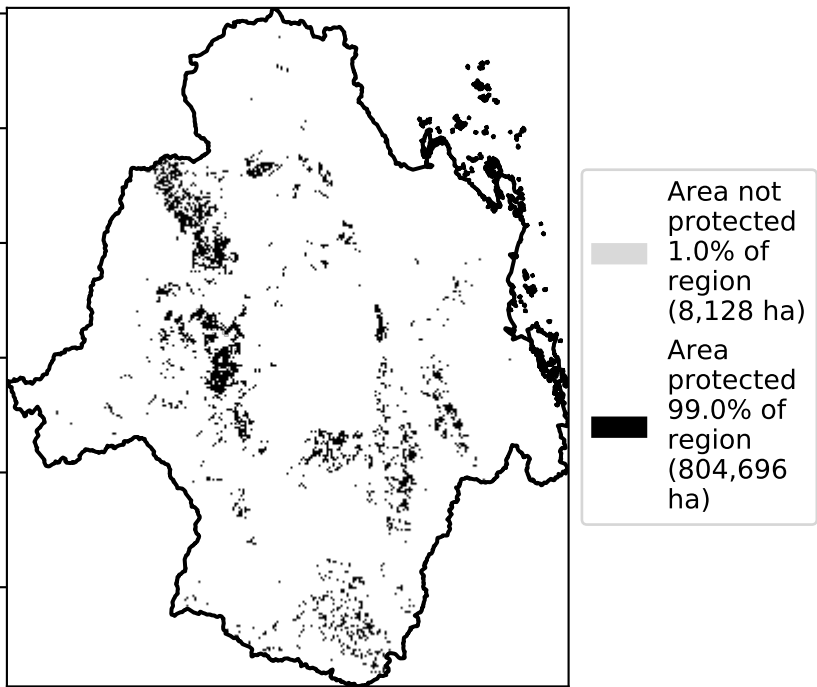 Area not
protected
1.0% of
region
(8,128 ha)
Area
protected
99.0% of
region
(804,696
ha)